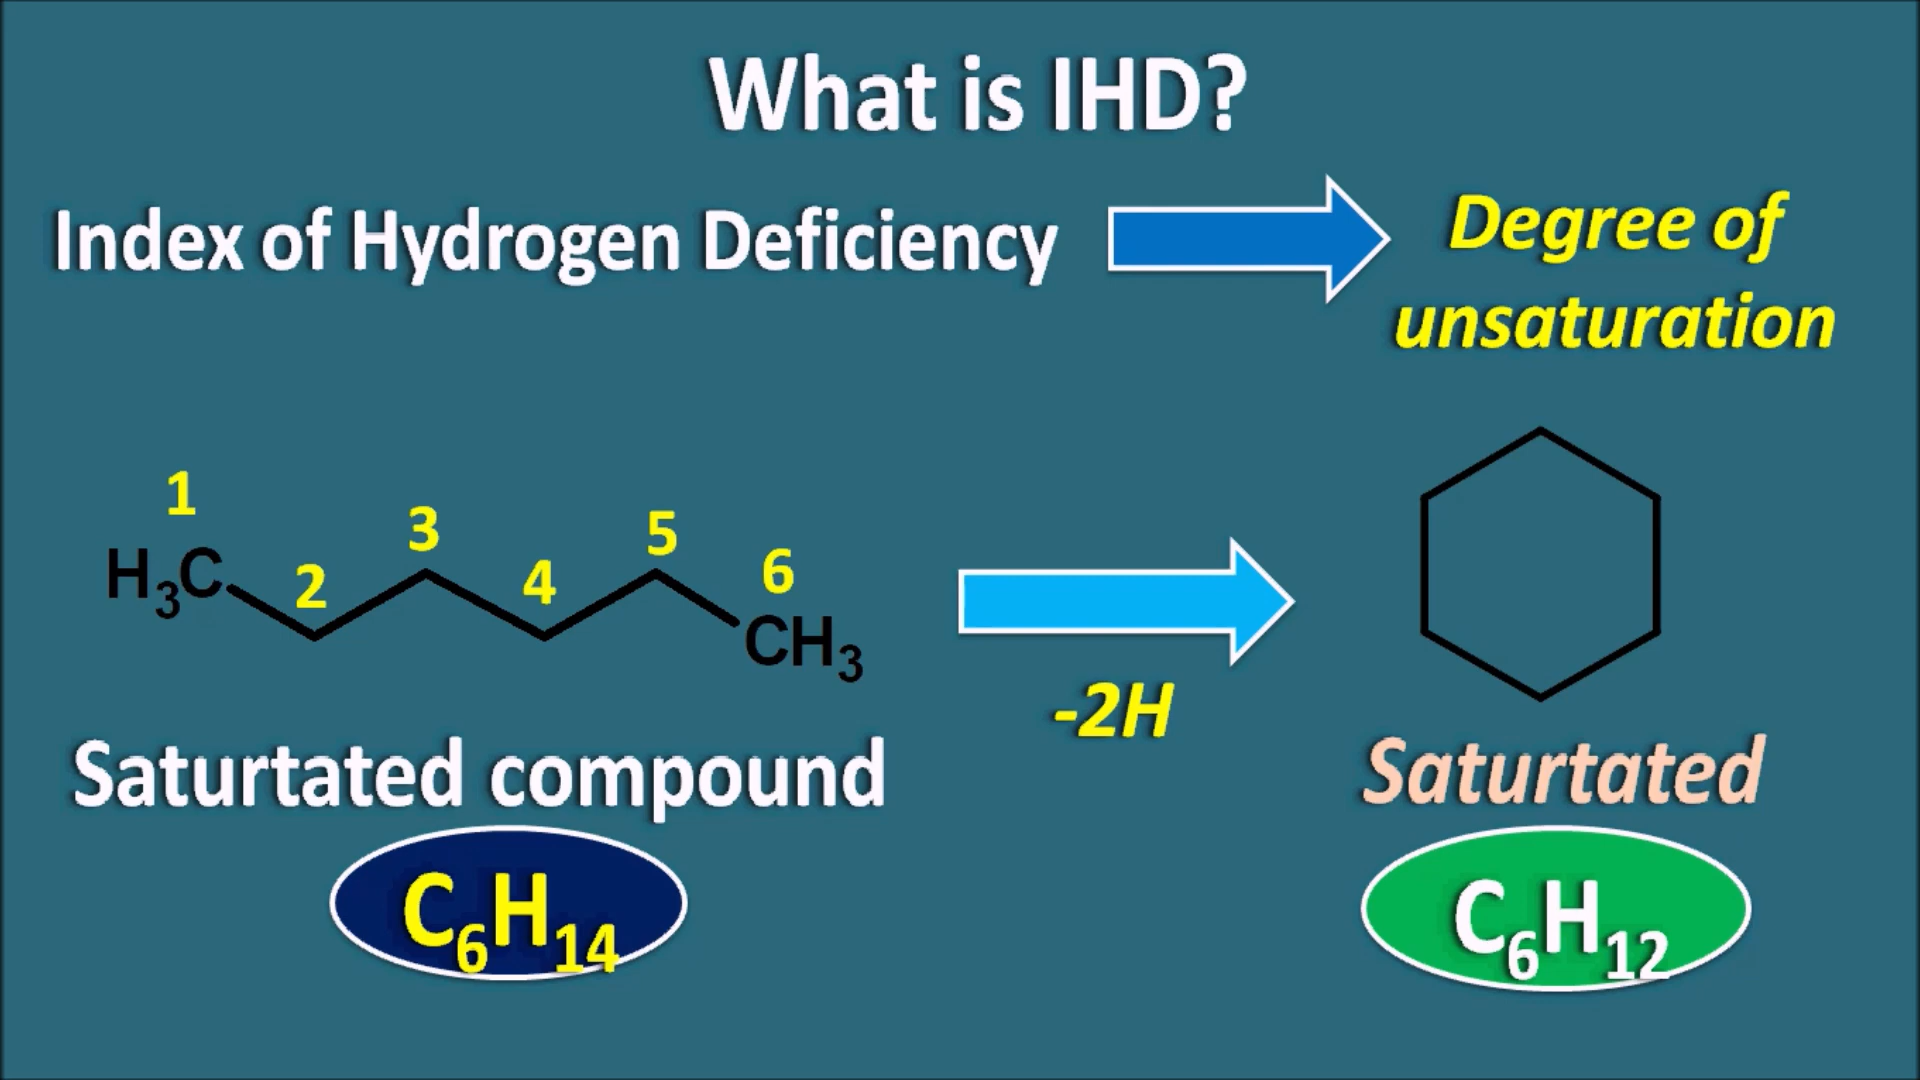 What is IHD?
Index of Hydrogen Deficiency
Degree of
unsaturation
1
2
3
4
5
6
H₃C
CH₃
-2H
Saturtated compound
Saturtated
C₆H₁₄
C₆H₁₂